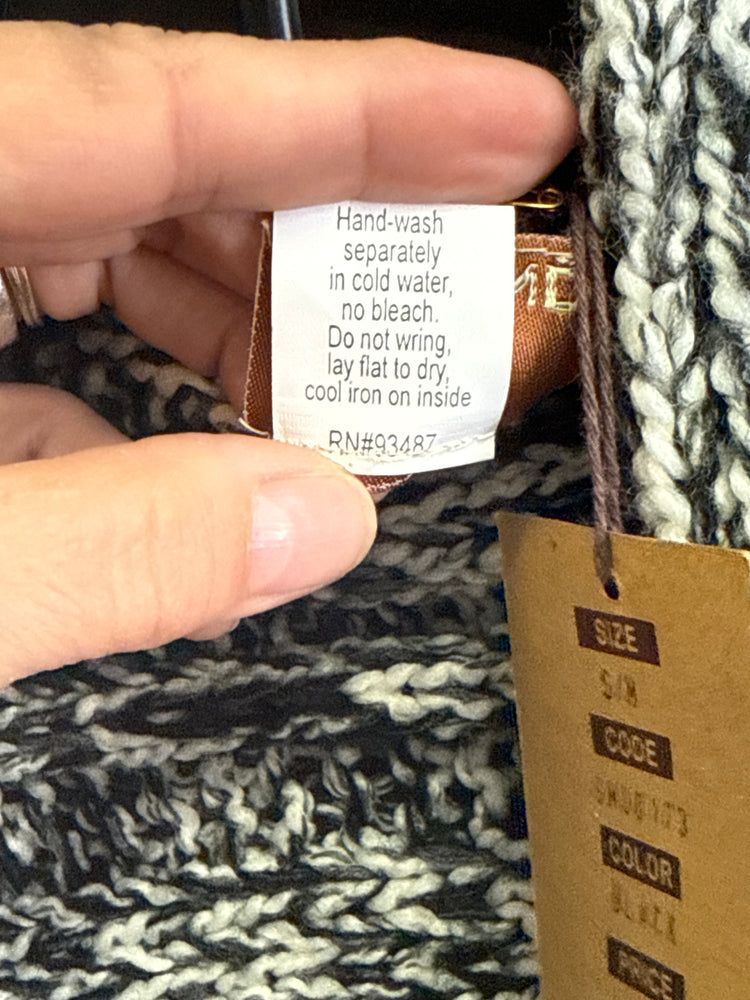 Hand-wash
separately
in cold water,
no bleach.
Do not wring,
lay flat to dry,
cool iron on inside
RN#93487
SIZE
S/M
CODE
COLOR
BLACK
PRICE